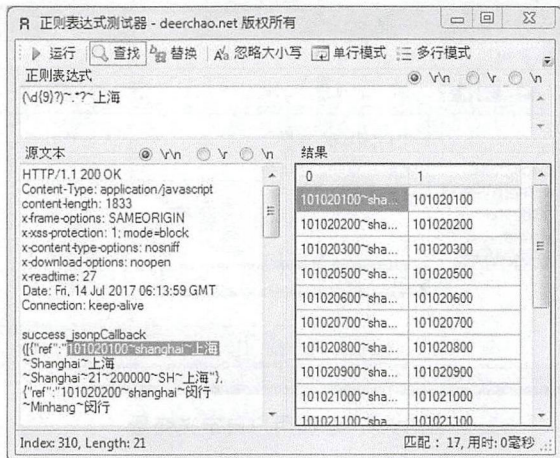 正则表达式测试器 - deerchao.net 版权所有
运行 查找 替换 忽略大小写 单行模式 多行模式
正则表达式 \r\n \r \n
(\d{9}?)~.*?~上海
源文本 \r\n \r \n
HTTP/1.1 200 OK
Content-Type: application/javascript
content-length: 1833
x-frame-options: SAMEORIGIN
x-xss-protection: 1; mode=block
x-content-type-options: nosniff
x-download-options: noopen
x-readtime: 27
Date: Fri, 14 Jul 2017 06:13:59 GMT
Connection: keep-alive
success_jsonpCallback
([{"ref":"101020100~shanghai~上海
~Shanghai~上海
~Shanghai~21~200000~SH~上海"},
{"ref":"101020200~shanghai~闵行
~Minhang~闵行
结果
0 1
101020100~sha... 101020100
101020200~sha... 101020200
101020300~sha... 101020300
101020500~sha... 101020500
101020600~sha... 101020600
101020700~sha... 101020700
101020800~sha... 101020800
101020900~sha... 101020900
101021000~sha... 101021000
101021100~sha... 101021100
Index: 310, Length: 21 匹配： 17, 用时: 0毫秒